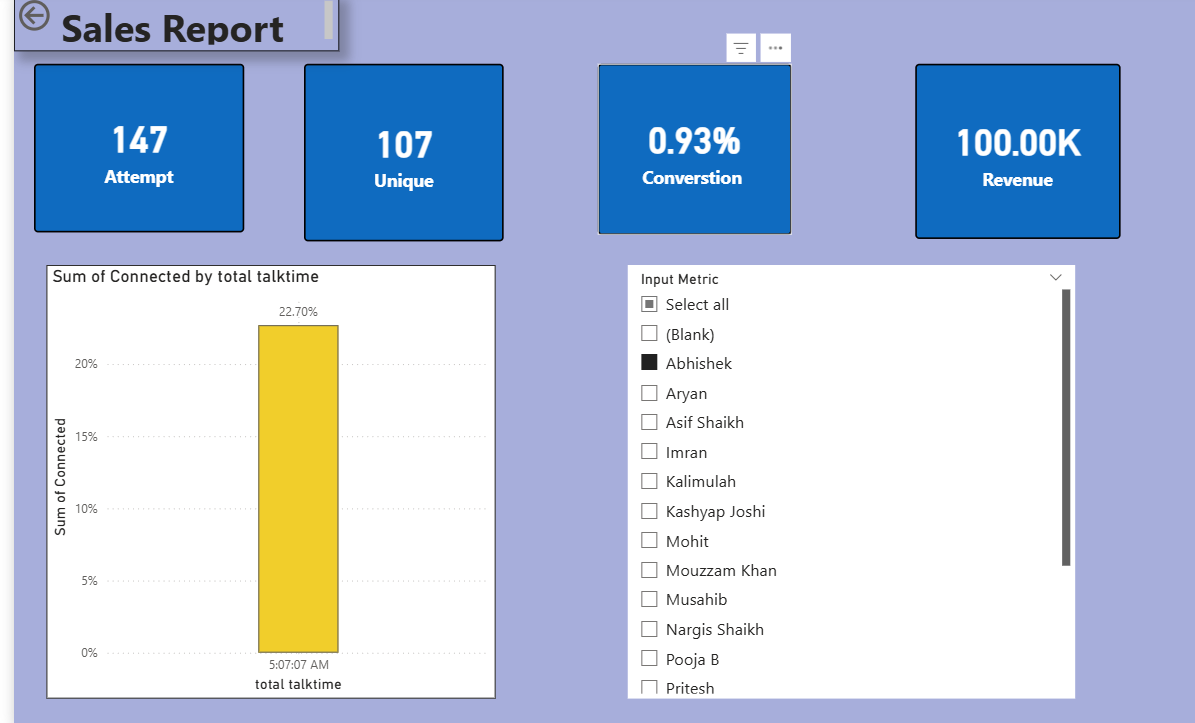 Sales Report
147
Attempt
107
Unique
0.93%
Converstion
100.00K
Revenue
Sum of Connected by total talktime
22.70%
20%
15%
10%
5%
0%
Sum of Connected
5:07:07 AM
total talktime
Input Metric
Select all
(Blank)
Abhishek
Aryan
Asif Shaikh
Imran
Kalimulah
Kashyap Joshi
Mohit
Mouzzam Khan
Musahib
Nargis Shaikh
Pooja B
Pritesh